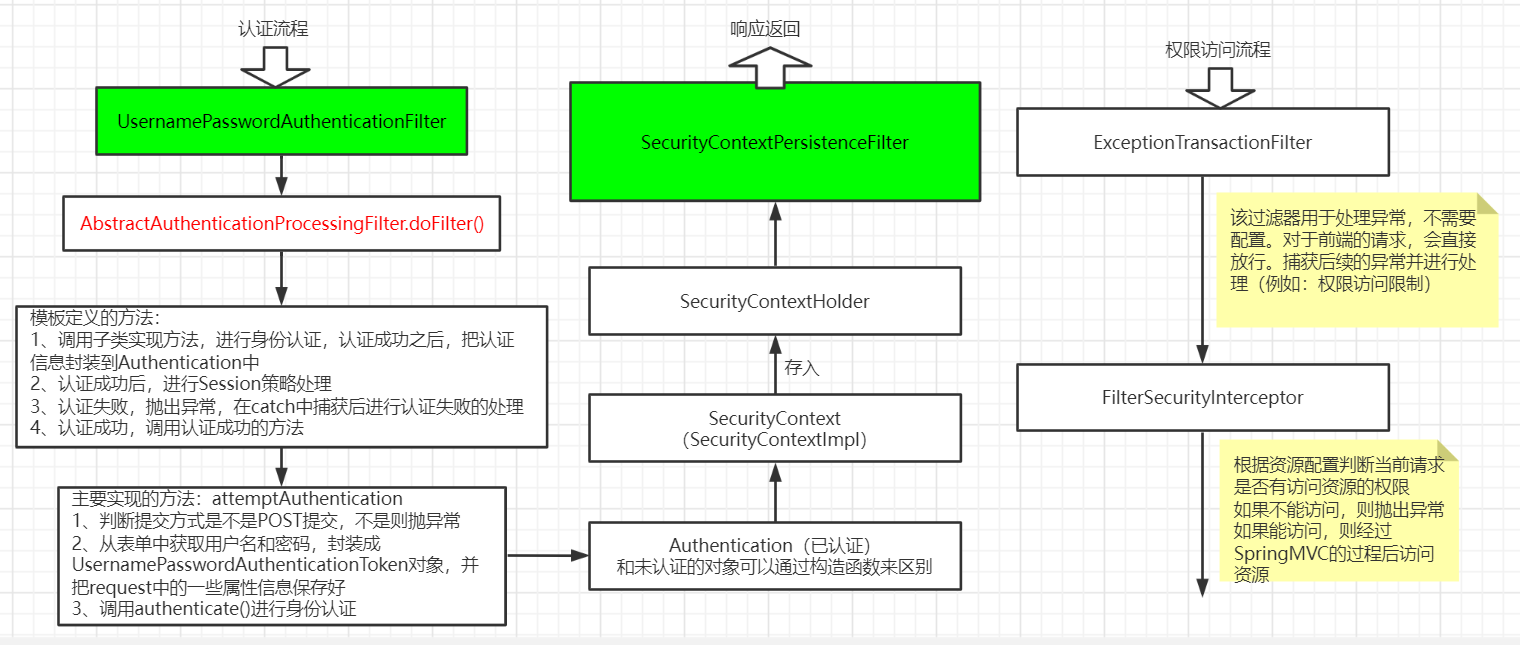 认证流程
UsernamePasswordAuthenticationFilter
AbstractAuthenticationProcessingFilter.doFilter()
模板定义的方法：
1、调用子类实现方法，进行身份认证，认证成功之后，把认证
信息封装到Authentication中
2、认证成功后，进行Session策略处理
3、认证失败，抛出异常，在catch中捕获后进行认证失败的处理
4、认证成功，调用认证成功的方法
主要实现的方法：attemptAuthentication
1、判断提交方式是不是POST提交，不是则抛异常
2、从表单中获取用户名和密码，封装成
UsernamePasswordAuthenticationToken对象，并
把request中的一些属性信息保存好
3、调用authenticate()进行身份认证
响应返回
SecurityContextPersistenceFilter
SecurityContextHolder
存入
SecurityContext
（SecurityContextImpl）
Authentication（已认证）
和未认证的对象可以通过构造函数来区别
权限访问流程
ExceptionTransactionFilter
该过滤器用于处理异常，不需要
配置。对于前端的请求，会直接
放行。捕获后续的异常并进行处
理（例如：权限访问限制）
FilterSecurityInterceptor
根据资源配置判断当前请求
是否有访问资源的权限
如果不能访问，则抛出异常
如果能访问，则经过
SpringMVC的过程后访问
资源